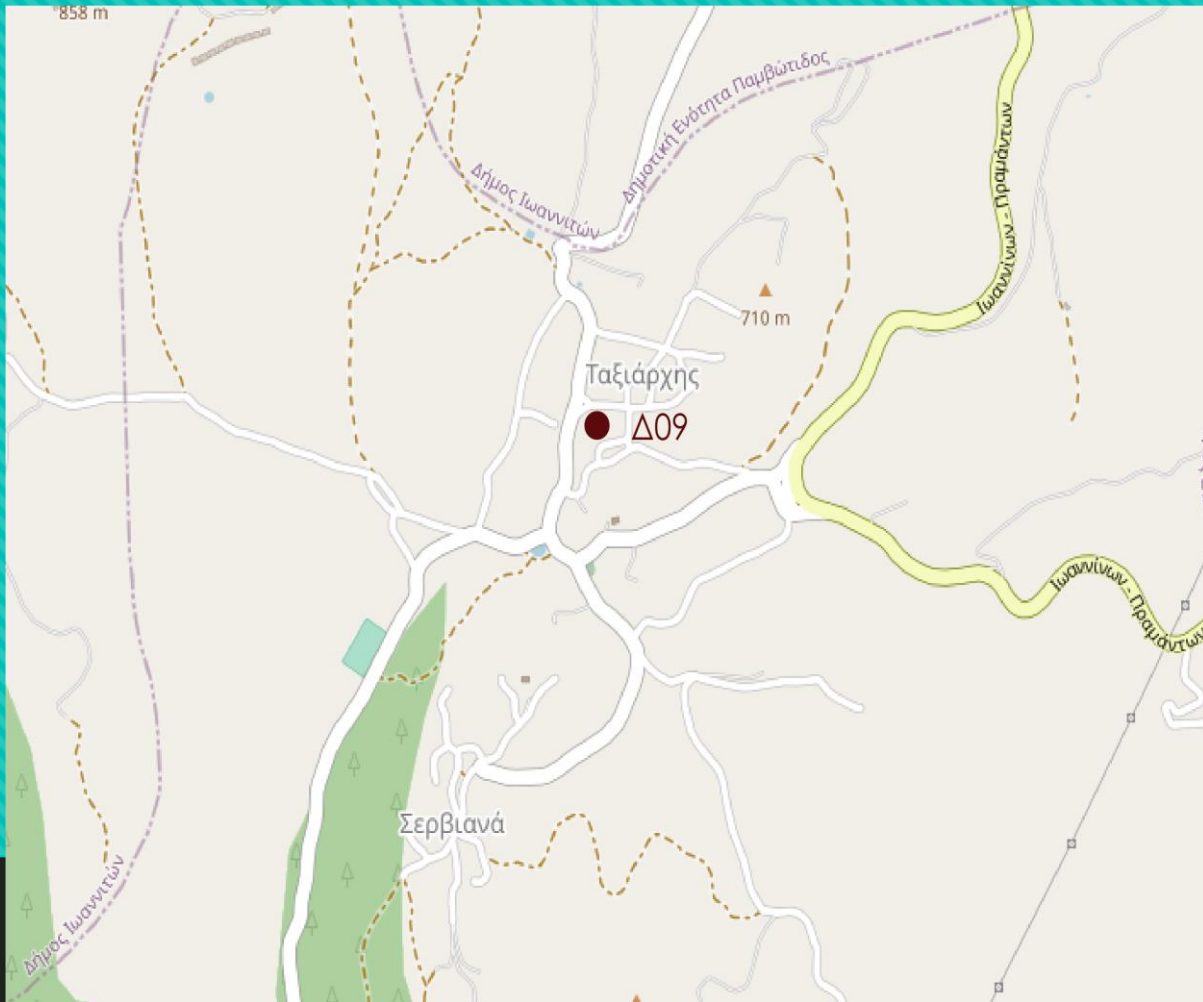 858 m
Δημοτική Ενότητα Παμβώτιδος
Δήμος Ιωαννιτών
Ιωαννίνων - Πραμάντων
710 m
Ταξιάρχης
Δ09
Ιωαννίνων - Πραμάντων
Σερβιανά
Δήμος Ιωαννιτών